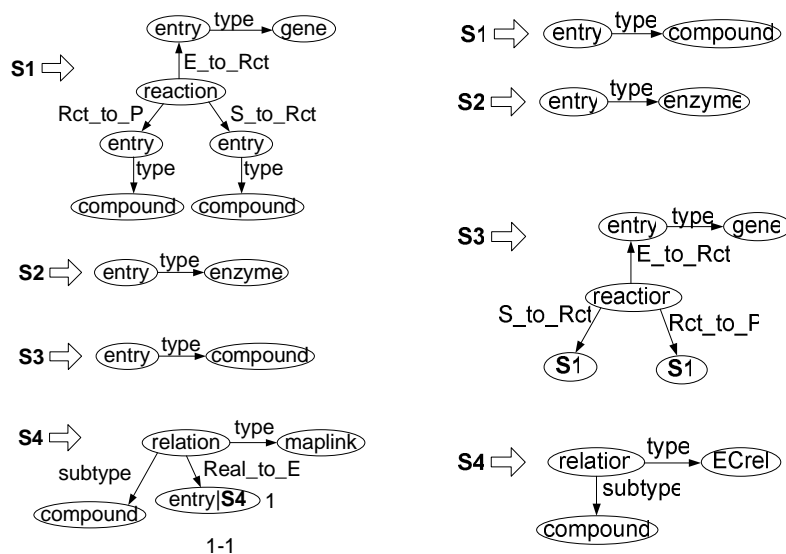 entry type gene
S1 E_to_Rct
reaction
Rct_to_P S_to_Rct
entry entry
type type
compound compound
S2 entry type enzyme
S3 entry type compound
S4 relation type maplink
subtype Real_to_E
compound entry|S4 1
1-1
S1 entry type compound
S2 entry type enzyme
S3 entry type gene
E_to_Rct
reaction
S_to_Rct Rct_to_P
S1 S1
S4 relation type ECrel
subtype
compound